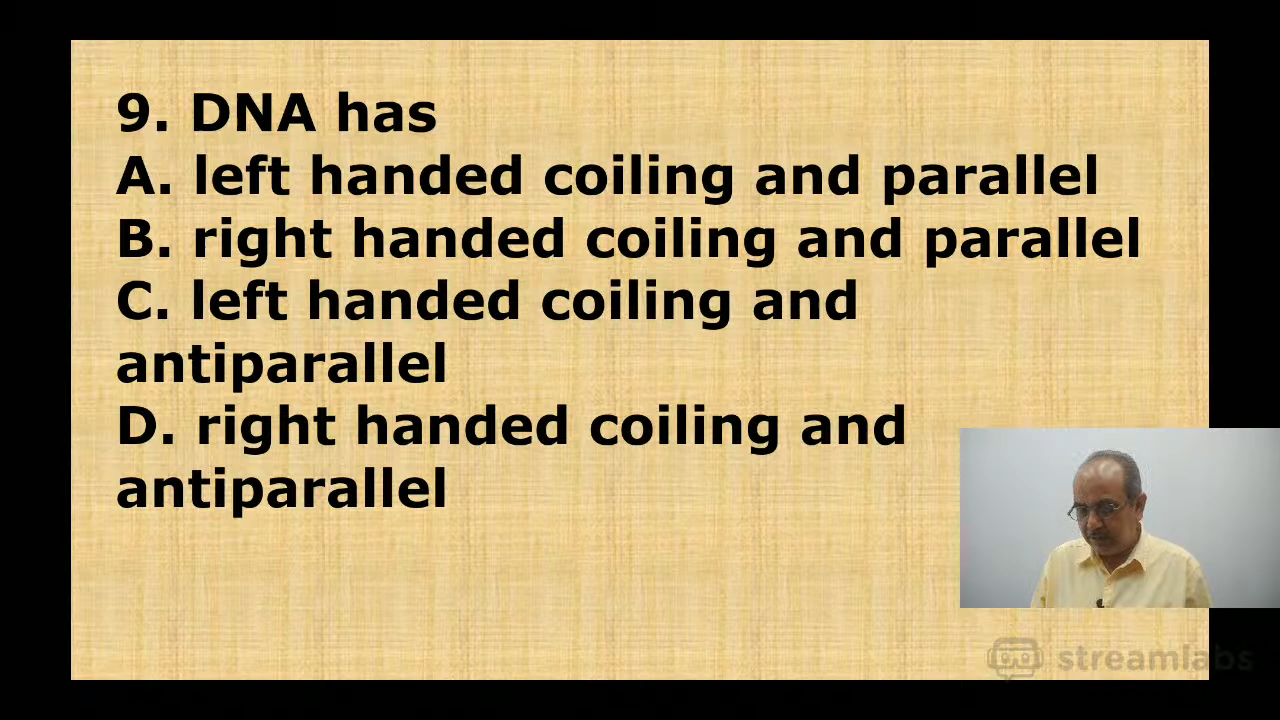 9. DNA has
A. left handed coiling and parallel
B. right handed coiling and parallel
C. left handed coiling and
antiparallel
D. right handed coiling and
antiparallel
streamlabs